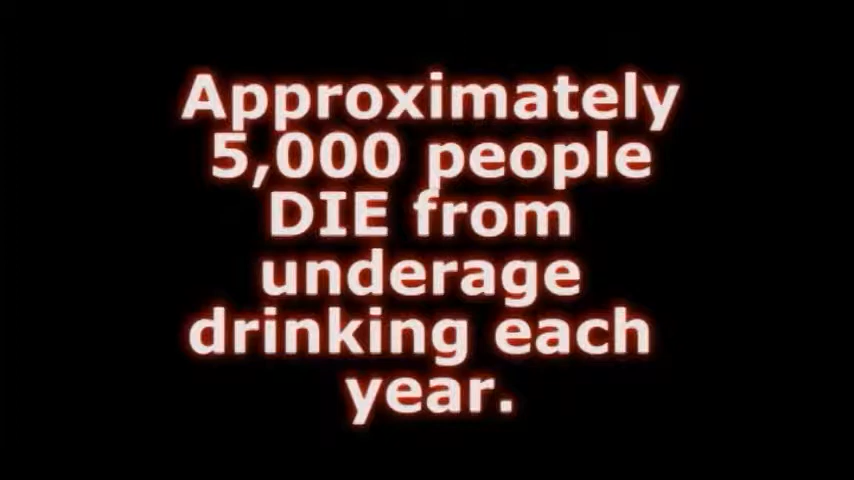 Approximately
5,000 people
DIE from
underage
drinking each
year.